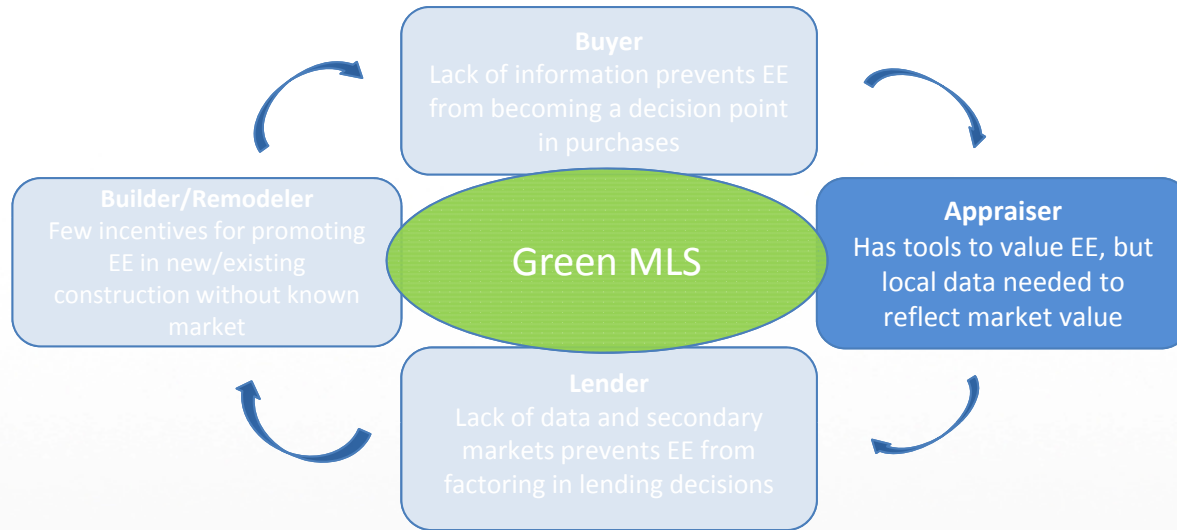 Buyer
Lack of information prevents EE
from becoming a decision point
in purchases
Builder/Remodeler
Few incentives for promoting
EE in new/existing
construction without known
market
Green MLS
Appraiser
Has tools to value EE, but
local data needed to
reflect market value
Lender
Lack of data and secondary
markets prevents EE from
factoring in lending decisions